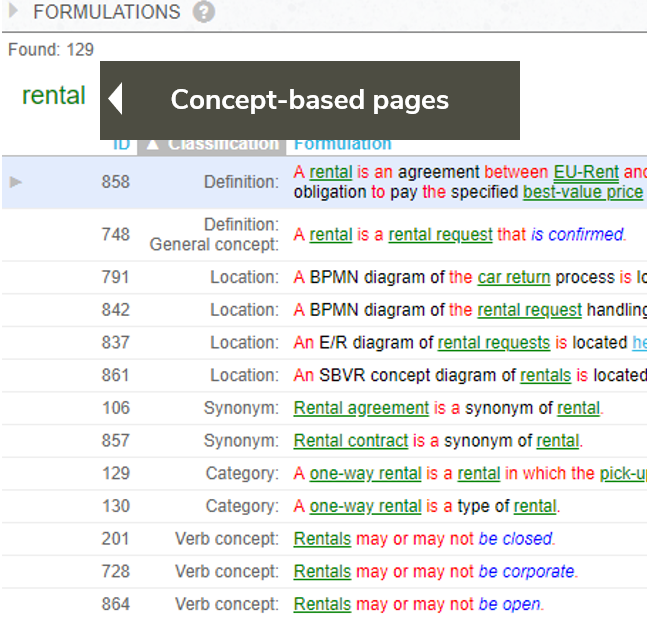 FORMULATIONS ?
Found: 129
rental
Concept-based pages
ID Classification Formulation
858 Definition: A rental is an agreement between EU-Rent and
obligation to pay the specified best-value price
748 Definition: General concept: A rental is a rental request that is confirmed.
791 Location: A BPMN diagram of the car return process is lo
842 Location: A BPMN diagram of the rental request handling
837 Location: An E/R diagram of rental requests is located he
861 Location: An SBVR concept diagram of rentals is located
106 Synonym: Rental agreement is a synonym of rental.
857 Synonym: Rental contract is a synonym of rental.
129 Category: A one-way rental is a rental in which the pick-up
130 Category: A one-way rental is a type of rental.
201 Verb concept: Rentals may or may not be closed.
728 Verb concept: Rentals may or may not be corporate.
864 Verb concept: Rentals may or may not be open.